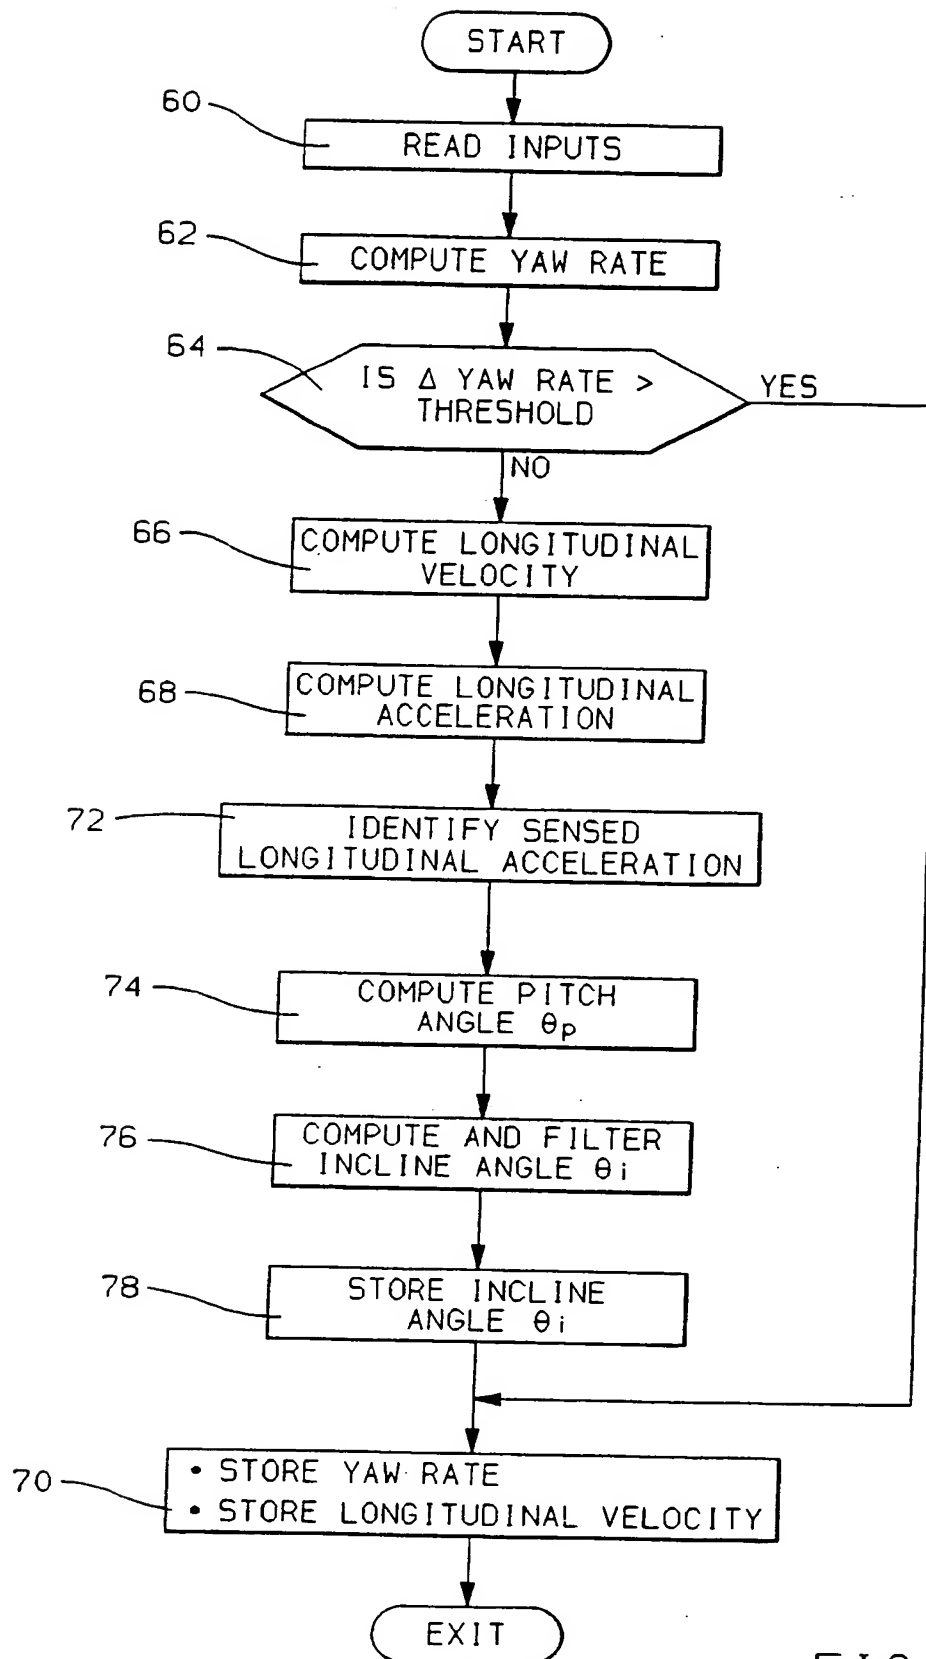 START
60
READ INPUTS
62
COMPUTE YAW RATE
64
IS Δ YAW RATE >
THRESHOLD
YES
NO
66
COMPUTE LONGITUDINAL
VELOCITY
68
COMPUTE LONGITUDINAL
ACCELERATION
72
IDENTIFY SENSED
LONGITUDINAL ACCELERATION
74
COMPUTE PITCH
ANGLE θp
76
COMPUTE AND FILTER
INCLINE ANGLE θi
78
STORE INCLINE
ANGLE θi
70
• STORE YAW RATE
• STORE LONGITUDINAL VELOCITY
EXIT